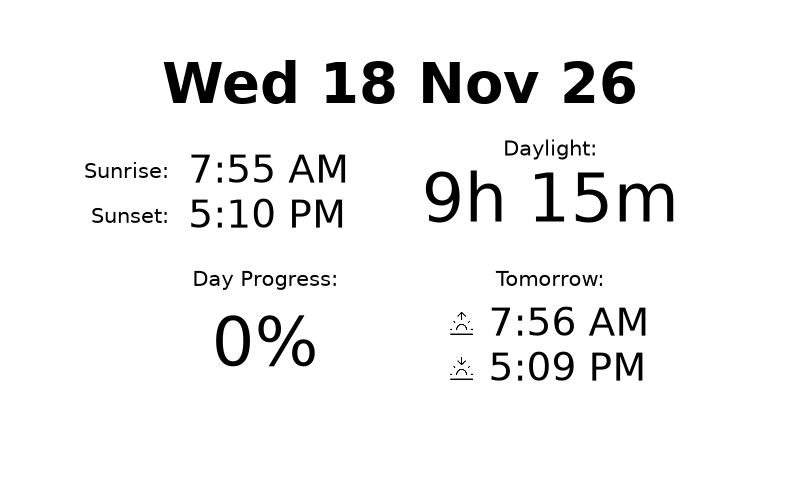 Wed 18 Nov 26
Sunrise: 7:55 AM
Sunset: 5:10 PM
Daylight:
9h 15m
Day Progress:
0%
Tomorrow:
7:56 AM
5:09 PM